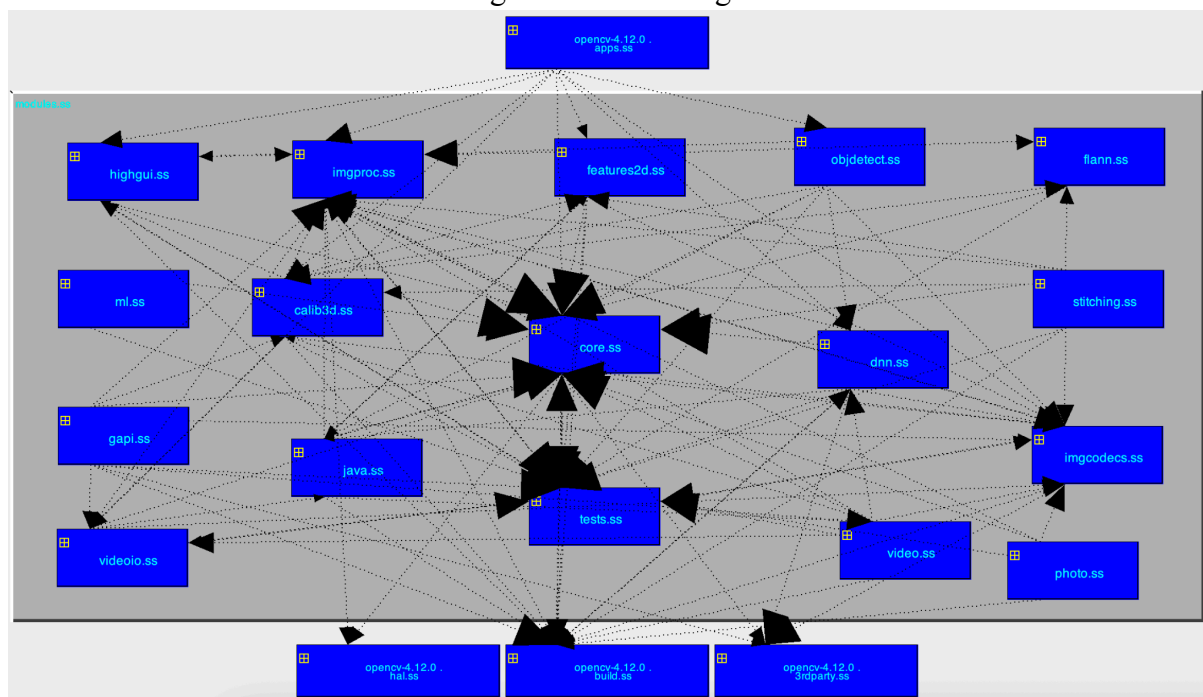 opencv-4.12.0 .
apps.ss
modules.ss
highgui.ss
imgproc.ss
features2d.ss
objdetect.ss
flann.ss
ml.ss
calib3d.ss
core.ss
dnn.ss
stitching.ss
gapi.ss
java.ss
tests.ss
imgcodecs.ss
videoio.ss
video.ss
photo.ss
opencv-4.12.0 .
hal.ss
opencv-4.12.0 .
build.ss
opencv-4.12.0 .
3rdparty.ss